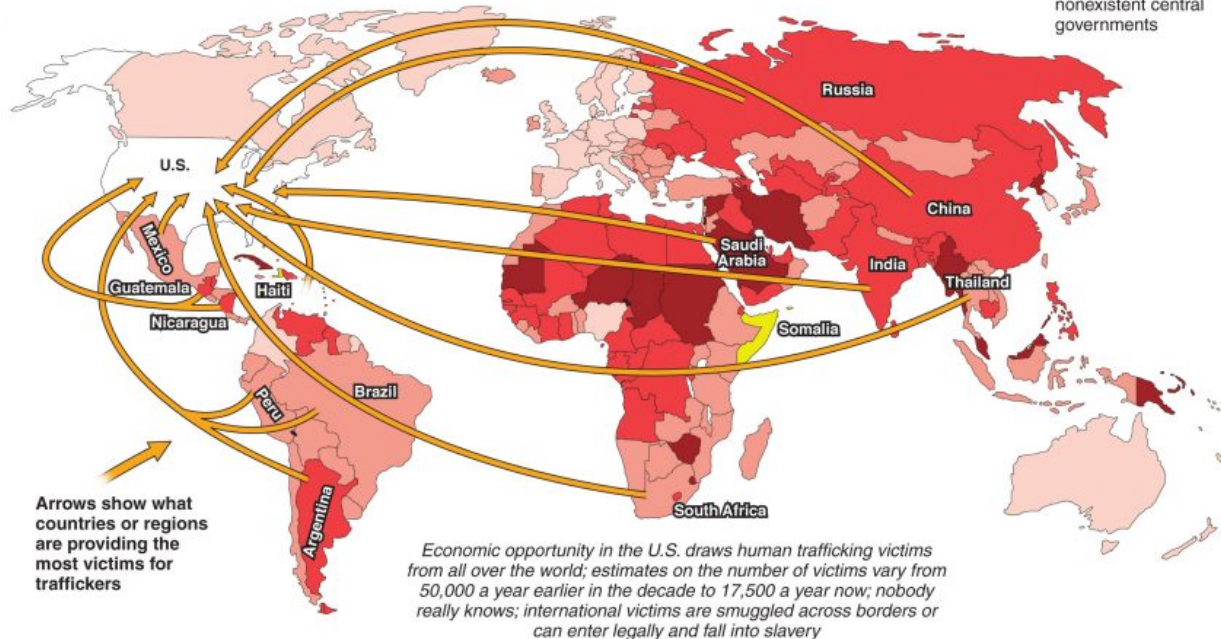 nonexistent central
governments
Russia
U.S.
China
Mexico
Saudi
Arabia
India
Guatemala
Haiti
Thailand
Nicaragua
Somalia
Brazil
Peru
Arrows show what
countries or regions
are providing the
most victims for
traffickers
Argentina
South Africa
Economic opportunity in the U.S. draws human trafficking victims
from all over the world; estimates on the number of victims vary from
50,000 a year earlier in the decade to 17,500 a year now; nobody
really knows; international victims are smuggled across borders or
can enter legally and fall into slavery